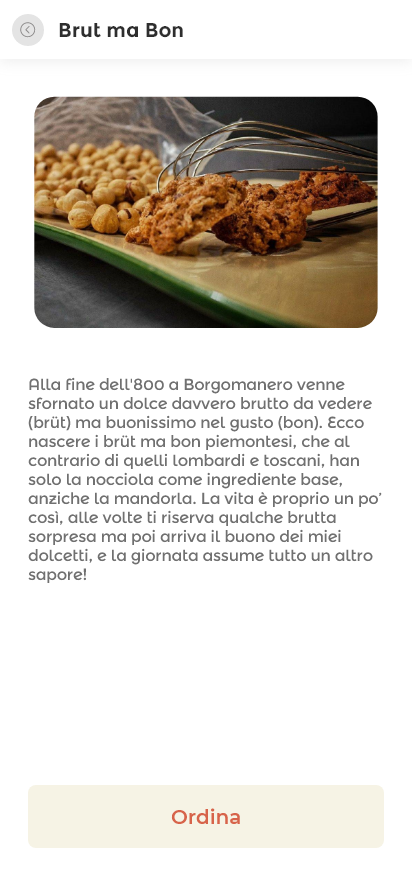 Brut ma Bon
Alla fine dell'800 a Borgomanero venne
sfornato un dolce davvero brutto da vedere
(brüt) ma buonissimo nel gusto (bon). Ecco
nascere i brüt ma bon piemontesi, che al
contrario di quelli lombardi e toscani, han
solo la nocciola come ingrediente base,
anziche la mandorla. La vita è proprio un po'
così, alle volte ti riserva qualche brutta
sorpresa ma poi arriva il buono dei miei
dolcetti, e la giornata assume tutto un altro
sapore!
Ordina